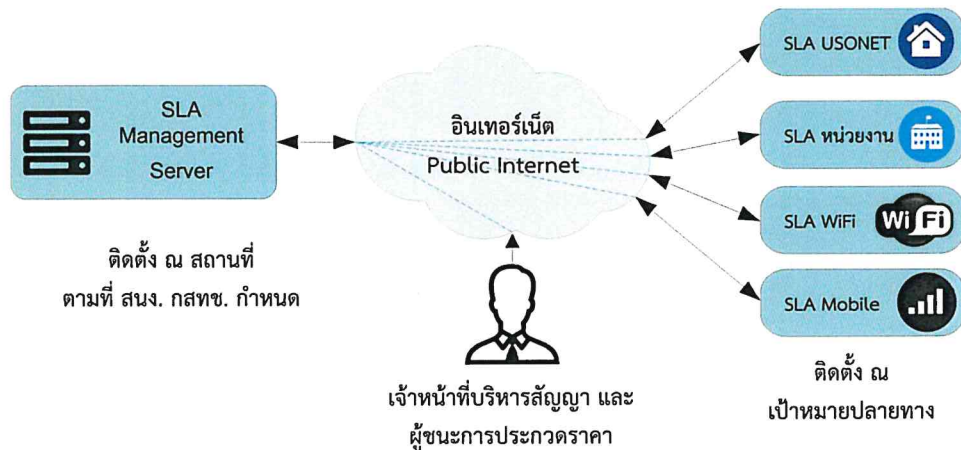 SLA
Management
Server
ติดตั้ง ณ สถานที่
ตามที่ สนง. กสทช. กำหนด
อินเทอร์เน็ต
Public Internet
เจ้าหน้าที่บริหารสัญญา และ
ผู้ชนะการประกวดราคา
SLA USONET
SLA หน่วยงาน
SLA WiFi
Wi Fi
SLA Mobile
ติดตั้ง ณ
เป้าหมายปลายทาง